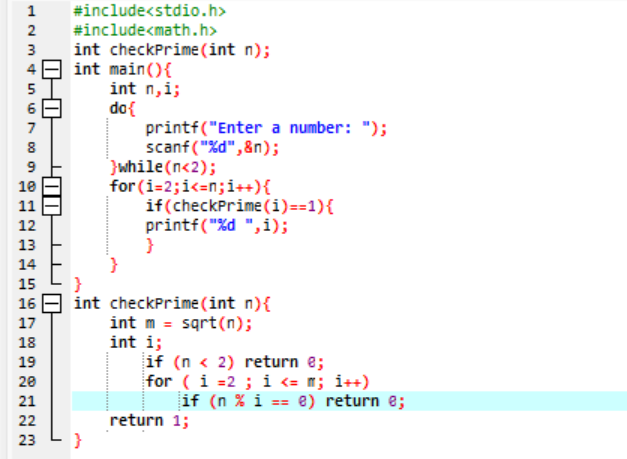 1 #include<stdio.h>
2 #include<math.h>
3 int checkPrime(int n);
4 int main(){
5 int n,i;
6 do{
7 printf("Enter a number: ");
8 scanf("%d",&n);
9 }while(n<2);
10 for(i=2;i<=n;i++){
11 if(checkPrime(i)==1){
12 printf("%d ",i);
13 }
14 }
15 }
16 int checkPrime(int n){
17 int m = sqrt(n);
18 int i;
19 if (n < 2) return 0;
20 for ( i =2 ; i <= m; i++)
21 if (n % i == 0) return 0;
22 return 1;
23 }